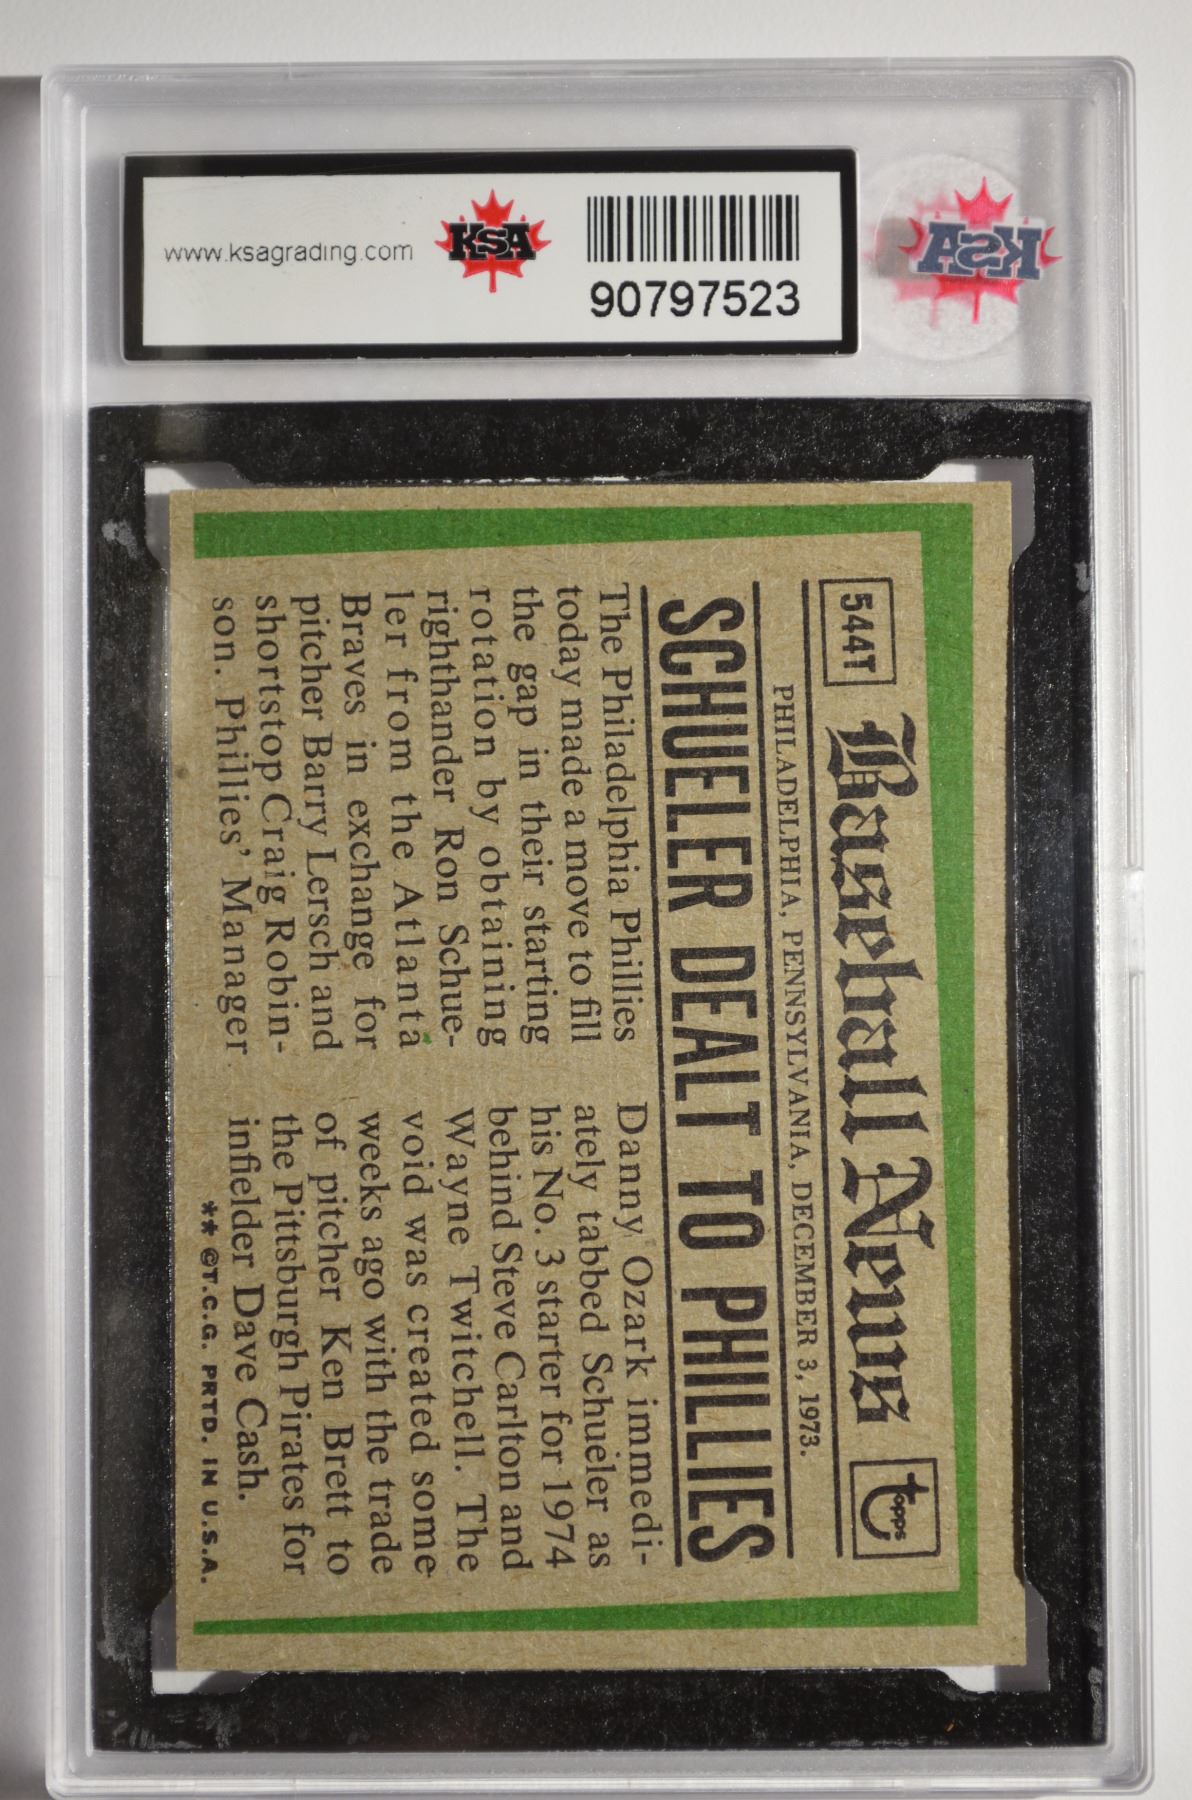 www.ksagrading.com
KSA
90797523
KSA
544T
Baseball News
topps
PHILADELPHIA, PENNSYLVANIA, DECEMBER 3, 1973.
SCHUELER DEALT TO PHILLIES
The Philadelphia Phillies
today made a move to fill
the gap in their starting
rotation by obtaining
righthander Ron Schue-
ler from the Atlanta
Braves in exchange for
pitcher Barry Lersch and
shortstop Craig Robin-
son. Phillies' Manager
Danny Ozark immedi-
ately tabbed Schueler as
his No. 3 starter for 1974
behind Steve Carlton and
Wayne Twitchell. The
void was created some
weeks ago with the trade
of pitcher Ken Brett to
the Pittsburgh Pirates for
infielder Dave Cash.
** ©T.C.G. PRTD. IN U.S.A.